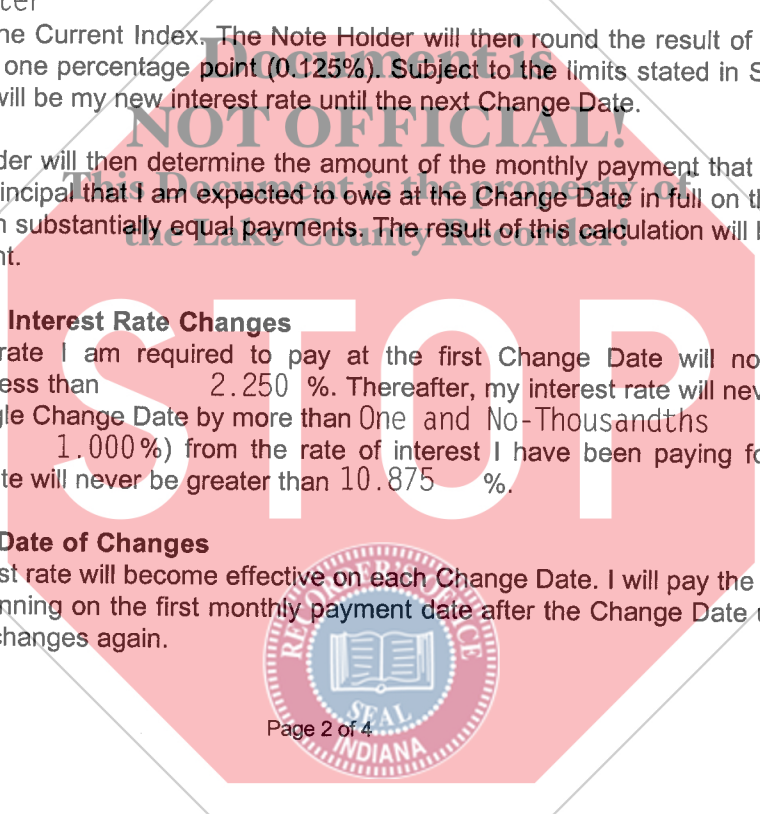 ne Current Index. The Note Holder will then round the result of
one percentage point (0.125%). Subject to the limits stated in S
will be my new interest rate until the next Change Date.
der will then determine the amount of the monthly payment that
incipal that I am expected to owe at the Change Date in full on th
n substantially equal payments. The result of this calculation will b
nt.
Interest Rate Changes
rate I am required to pay at the first Change Date will no
ess than 2.250 %. Thereafter, my interest rate will nev
gle Change Date by more than One and No-Thousandths
1.000%) from the rate of interest I have been paying fo
te will never be greater than 10.875 %.
Date of Changes
st rate will become effective on each Change Date. I will pay the
nning on the first monthly payment date after the Change Date u
changes again.
Page 2 of 4
Document is
NOT OFFICIAL!
This Document is the property of
the Lake County Recorder!
STOP
RECORDER'S OFFICE
SEAL
INDIANA